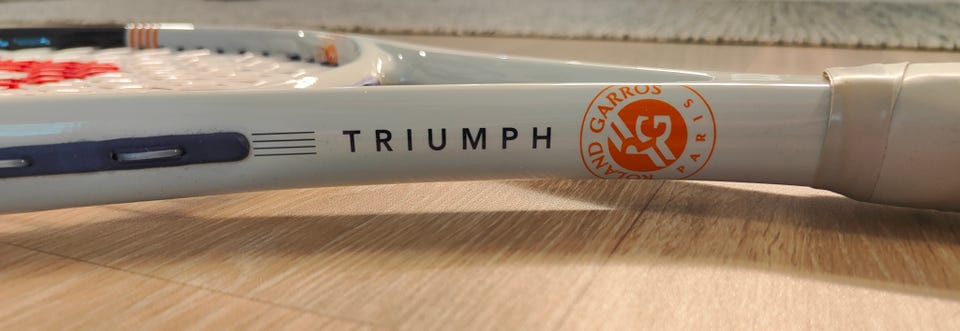 TRIUMPH
ROLAND GARROS
RG
PARIS